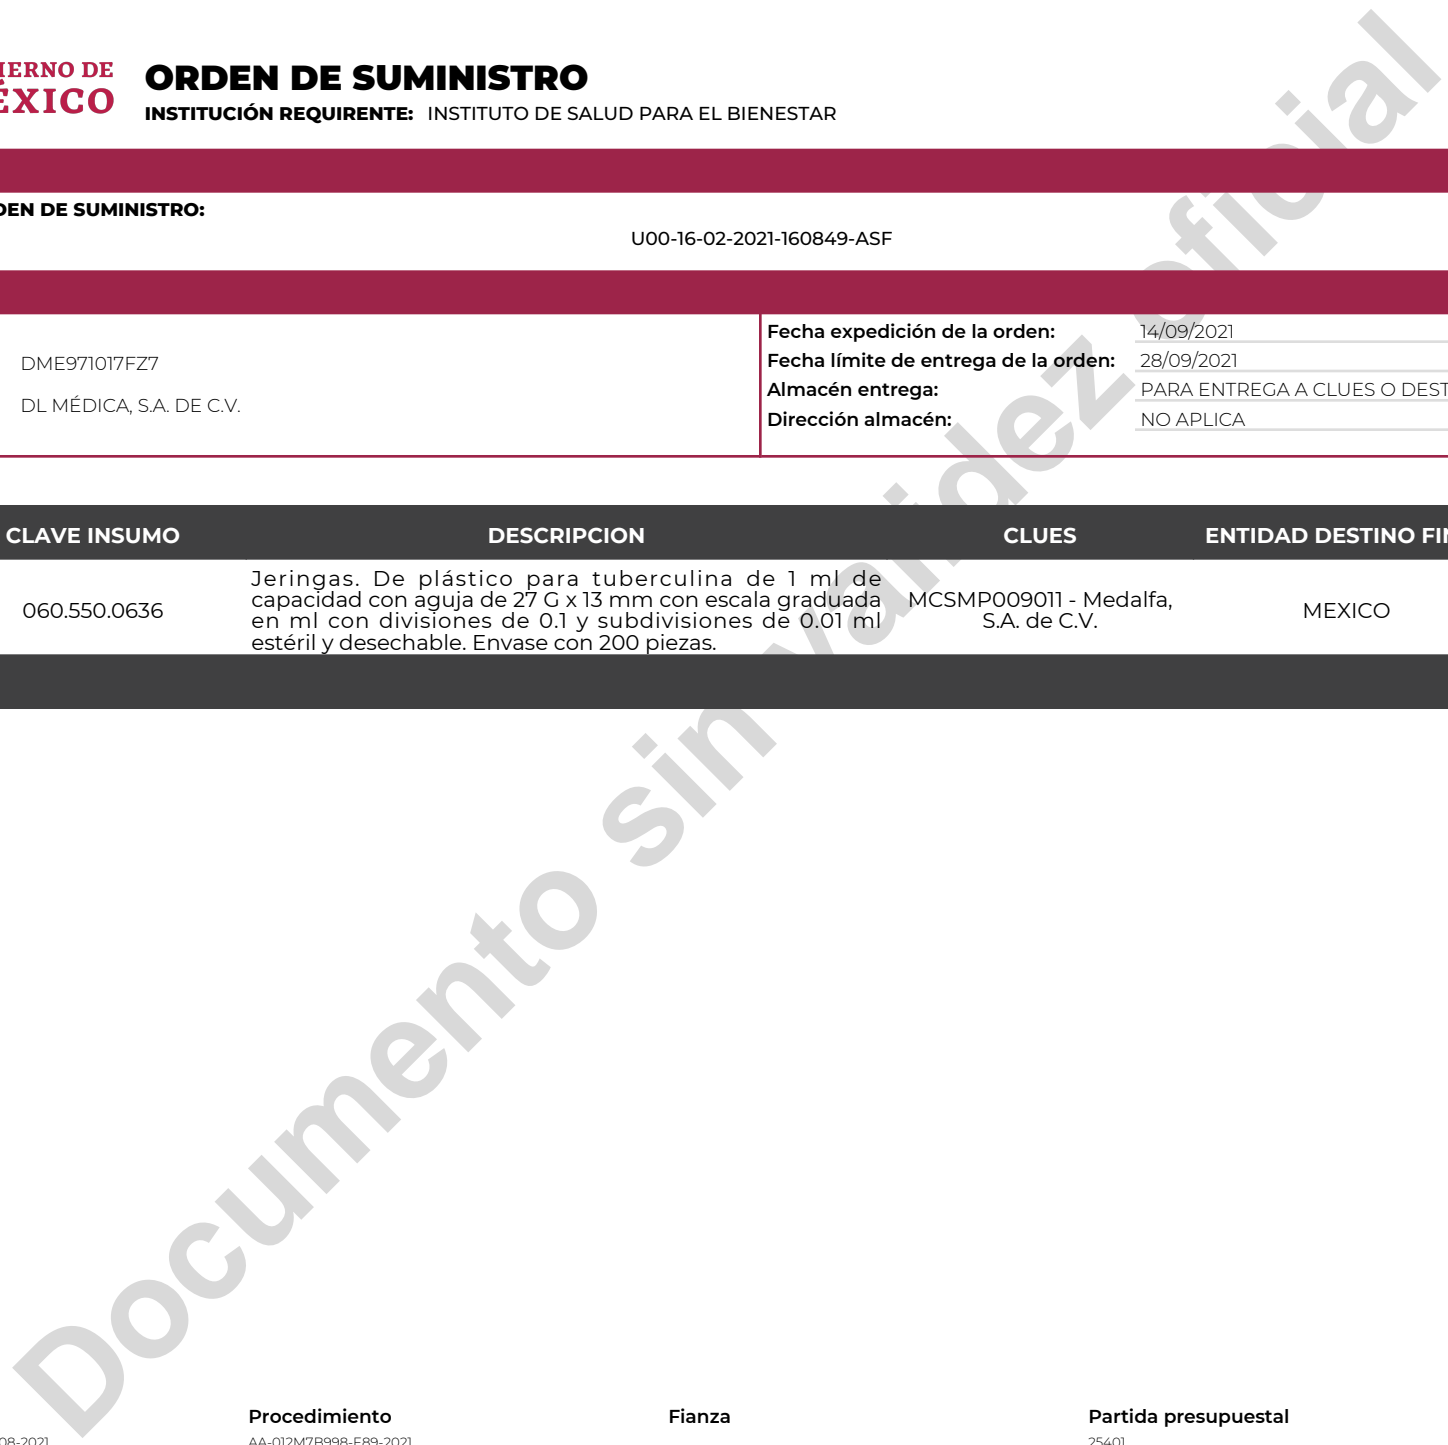 IERNO DE
ÉXICO
ORDEN DE SUMINISTRO
INSTITUCIÓN REQUIRENTE: INSTITUTO DE SALUD PARA EL BIENESTAR
DEN DE SUMINISTRO:
U00-16-02-2021-160849-ASF
DME971017FZ7
DL MÉDICA, S.A. DE C.V.
Fecha expedición de la orden: 14/09/2021
Fecha límite de entrega de la orden: 28/09/2021
Almacén entrega: PARA ENTREGA A CLUES O DEST
Dirección almacén: NO APLICA
CLAVE INSUMO DESCRIPCION CLUES ENTIDAD DESTINO FIN
060.550.0636
Jeringas. De plástico para tuberculina de 1 ml de
capacidad con aguja de 27 G x 13 mm con escala graduada
en ml con divisiones de 0.1 y subdivisiones de 0.01 ml
estéril y desechable. Envase con 200 piezas.
MCSMP009011 - Medalfa,
S.A. de C.V.
MEXICO
Documento sin validez oficial
Procedimiento Fianza Partida presupuestal
08-2021 AA-012M7B998-E89-2021 25401